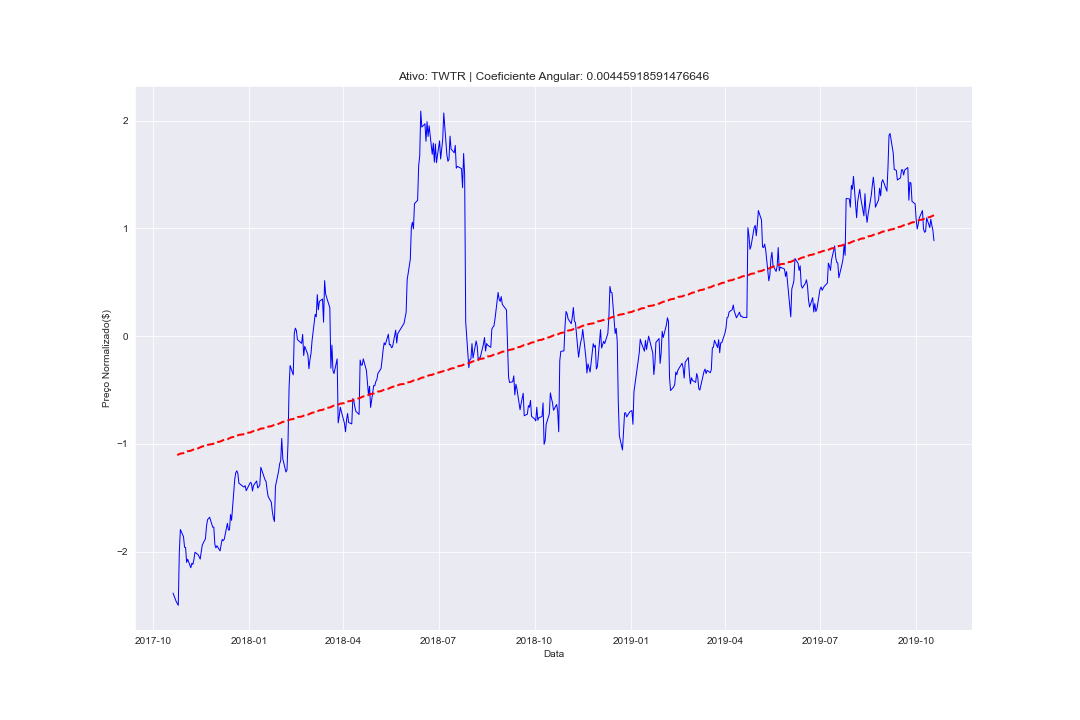 Ativo: TWTR | Coeficiente Angular: 0.00445918591476646
Preço Normalizado($)
2
1
0
−1
−2
2017-10 2018-01 2018-04 2018-07 2018-10 2019-01 2019-04 2019-07 2019-10
Data